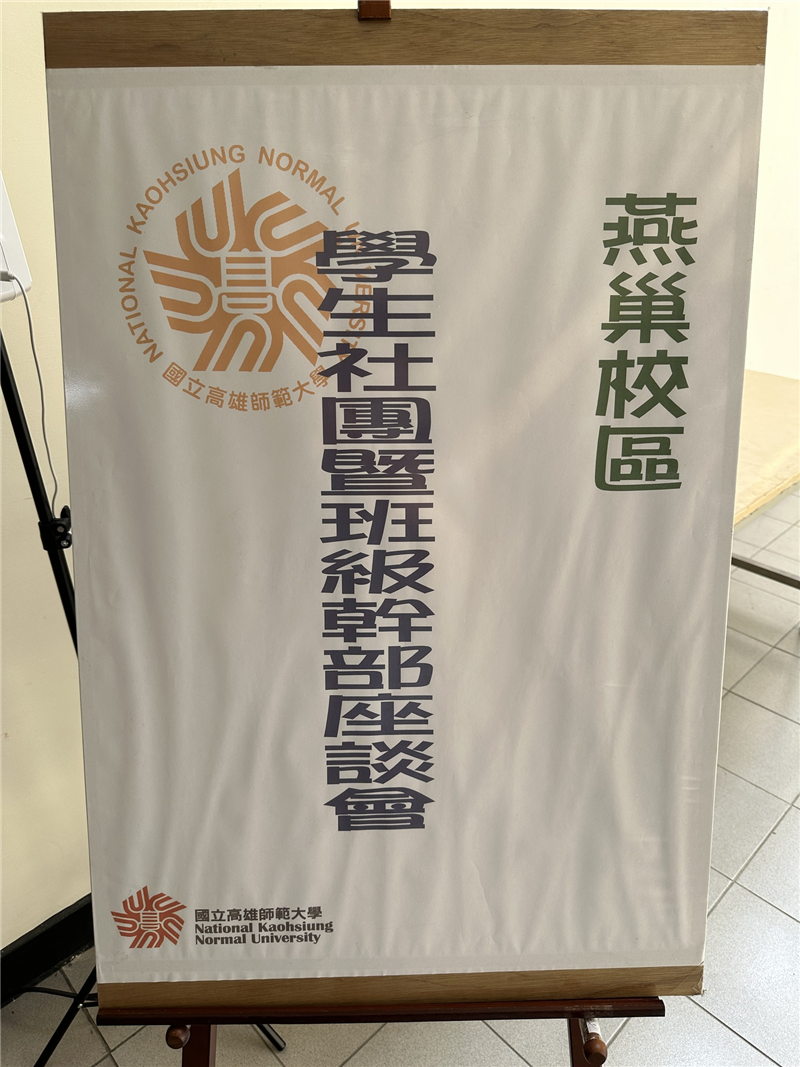 燕巢校區
學生社團暨班級幹部座談會
NATIONAL KAOHSIUNG NORMAL UNIVERSITY
國立高雄師範大學
國立高雄師範大學
National Kaohsiung
Normal University